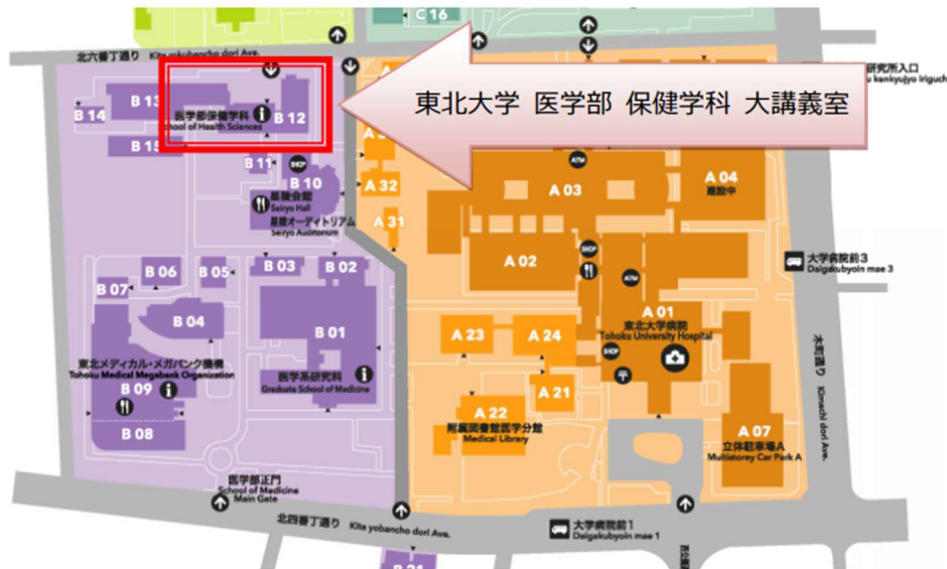 C 16
北六番丁通り Kita rokubancho dori Ave.
東北大学 医学部 保健学科 大講義室
B 14
B 13
医学部保健学科
School of Health Sciences
B 12
B 15
B 11
SHOP
B 10
星陵会館
Seiryo Hall
星陵オーディトリアム
Seiryo Auditorium
A 32
A 31
ATM
A 03
A 04
建設中
A 02
SHOP
ATM
大学病院前3
Daigakubyoin mae 3
B 07
B 06
B 05
B 03
B 02
B 04
B 01
医学系研究科
Graduate School of Medicine
東北メディカル・メガバンク機構
Tohoku Medical Megabank Organization
B 09
B 08
A 23
A 24
A 21
A 22
附属図書館医学分館
Medical Library
A 01
東北大学病院
Tohoku University Hospital
SHOP
A 07
立体駐車場A
Multistorey Car Park A
木町通り Kimachi dori Ave.
医学部正門
School of Medicine
Main Gate
北四番丁通り Kita yobancho dori Ave.
大学病院前1
Daigakubyoin mae 1